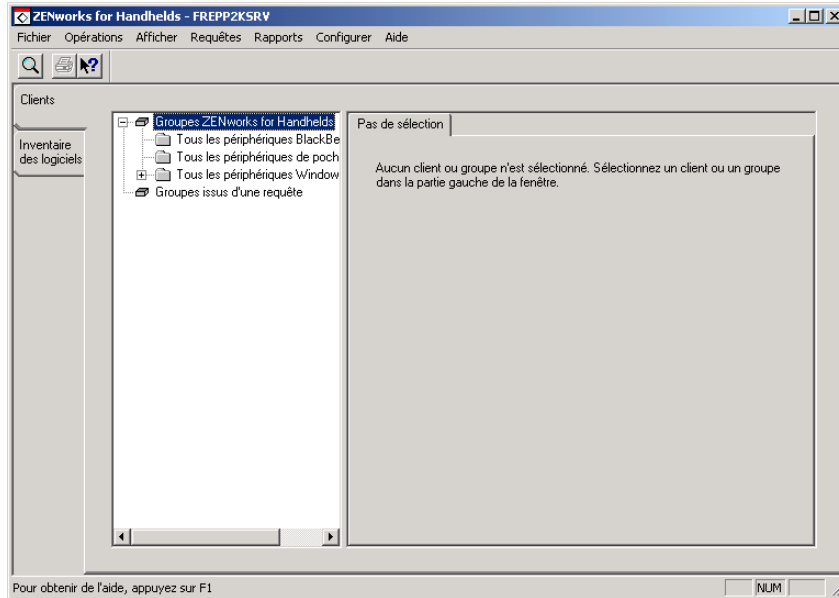 ZENworks for Handhelds - FREPP2KSRV
Fichier Opérations Afficher Requêtes Rapports Configurer Aide
Clients
Inventaire
des logiciels
Groupes ZENworks for Handhelds
Tous les périphériques BlackBe
Tous les périphériques de poch
Tous les périphériques Window
Groupes issus d'une requête
Pas de sélection
Aucun client ou groupe n'est sélectionné. Sélectionnez un client ou un groupe
dans la partie gauche de la fenêtre.
Pour obtenir de l'aide, appuyez sur F1
NUM